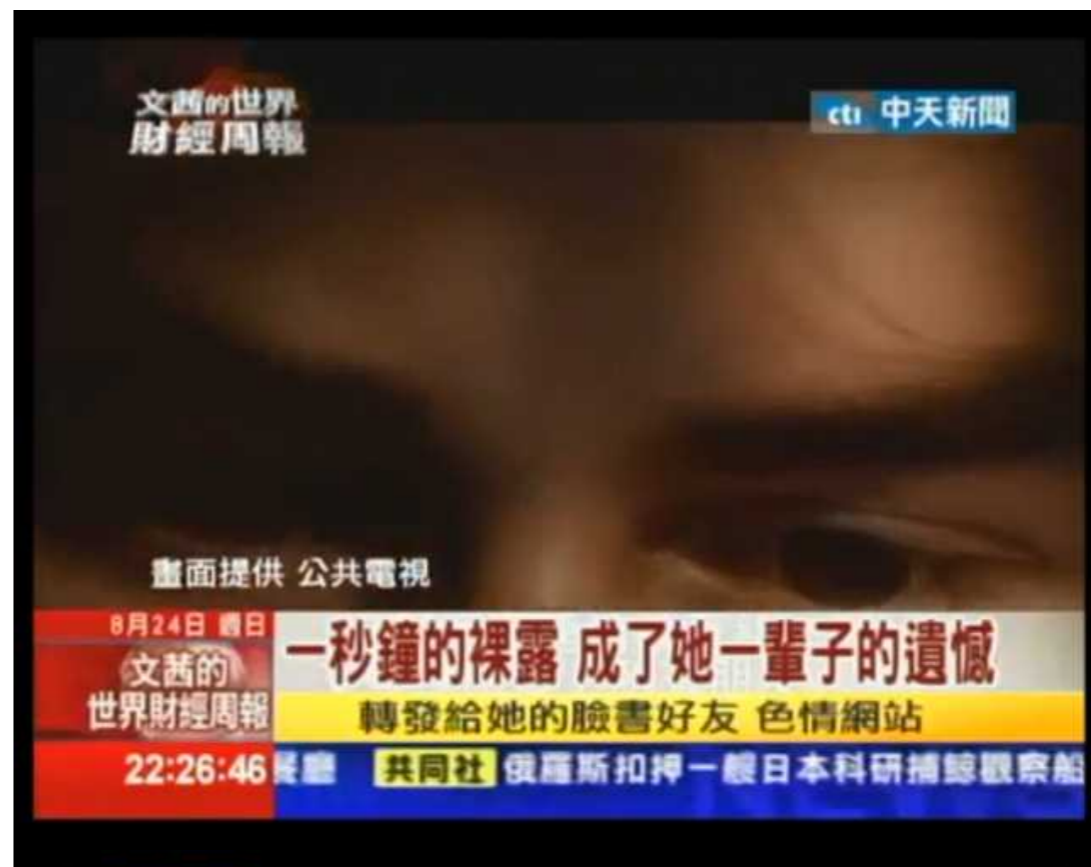 文茜的世界
財經周報
cti 中天新聞
畫面提供 公共電視
8月24日 週日
一秒鐘的裸露 成了她一輩子的遺憾
文茜的
世界財經周報
轉發給她的臉書好友 色情網站
22:26:46 餐廳 共同社 俄羅斯扣押一艘日本科研捕鯨觀察船